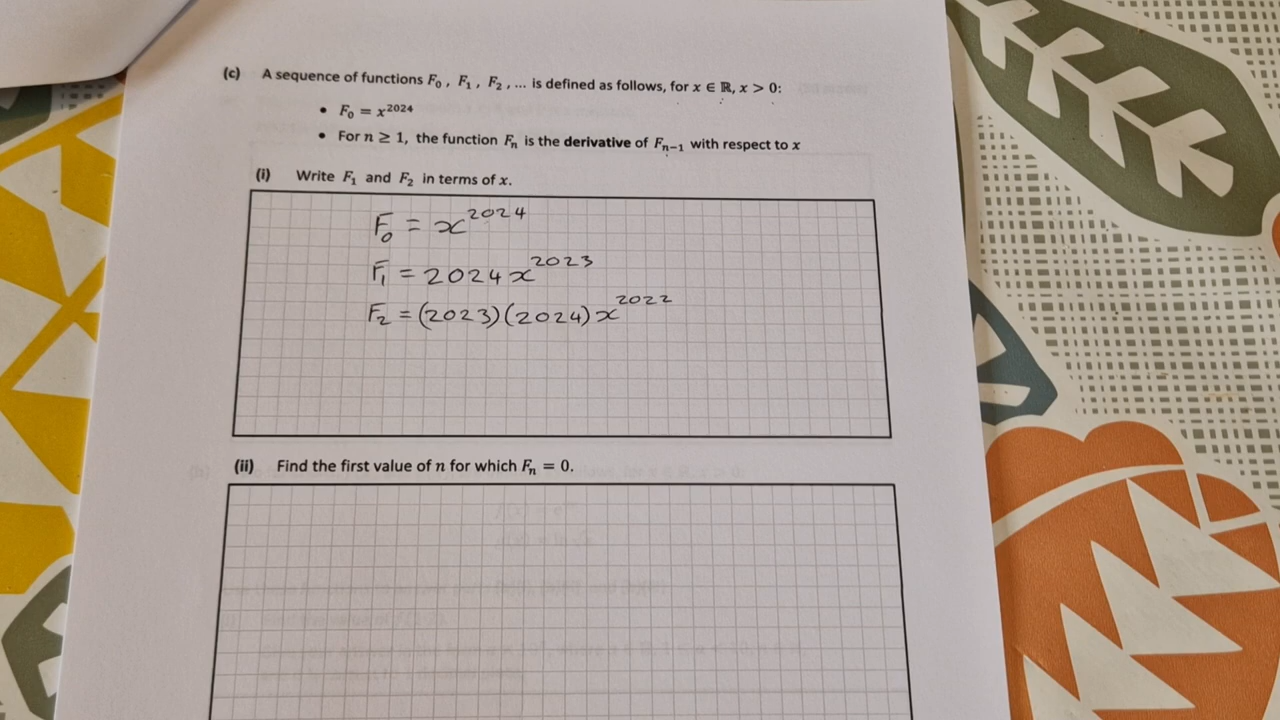 (c) A sequence of functions F₀, F₁, F₂, ... is defined as follows, for x ∈ ℝ, x > 0:
• F₀ = x²⁰²⁴
• For n ≥ 1, the function Fₙ is the derivative of Fₙ₋₁ with respect to x
(i) Write F₁ and F₂ in terms of x.
F₀ = x²⁰²⁴
F₁ = 2024x²⁰²³
F₂ = (2023)(2024)x²⁰²²
(ii) Find the first value of n for which Fₙ = 0.